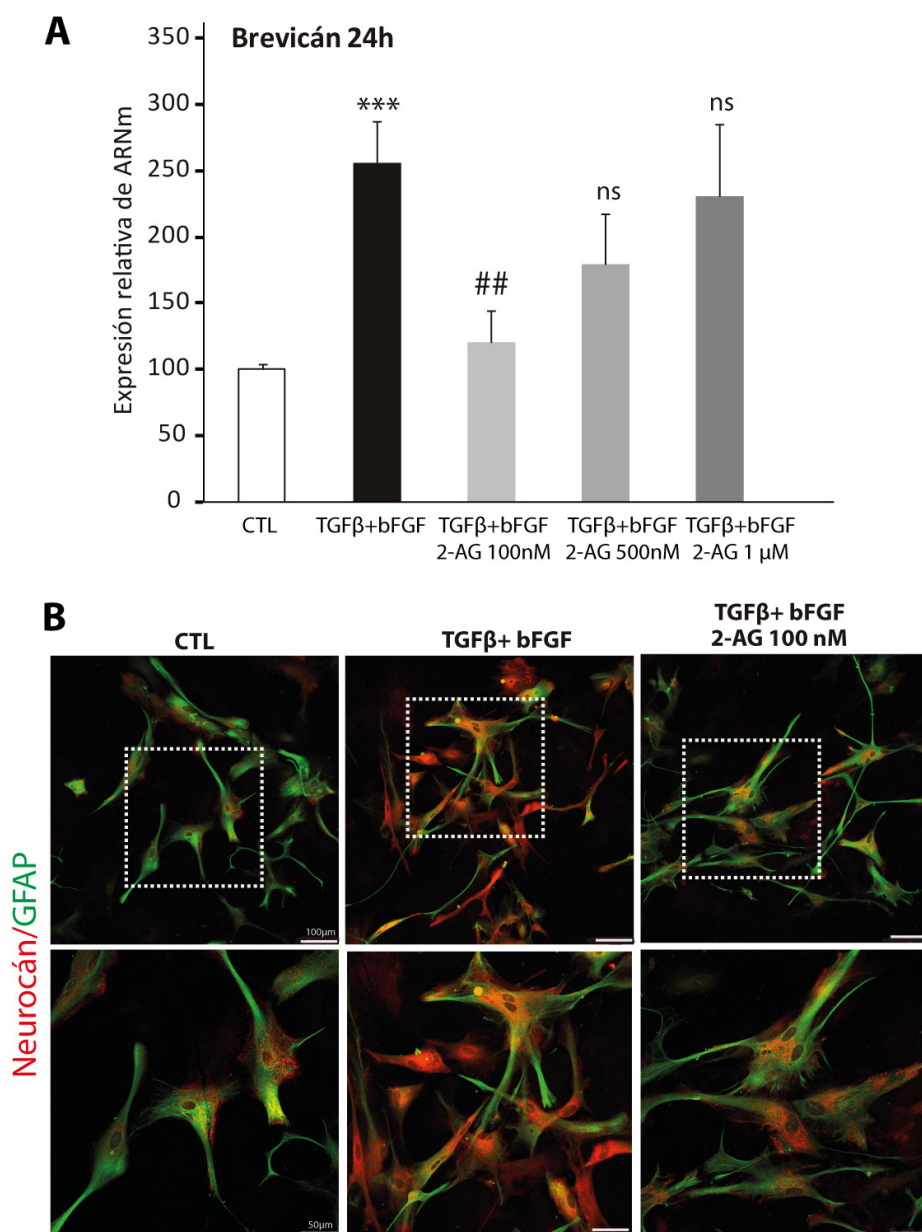 A
Brevicán 24h
Expresión relativa de ARNm
350
300
250
200
150
100
50
0
***
##
ns
ns
CTL
TGFβ+bFGF
TGFβ+bFGF
2-AG 100nM
TGFβ+bFGF
2-AG 500nM
TGFβ+bFGF
2-AG 1 µM
B
CTL
TGFβ+ bFGF
TGFβ+ bFGF
2-AG 100 nM
Neurocán/GFAP
100µm
50µm